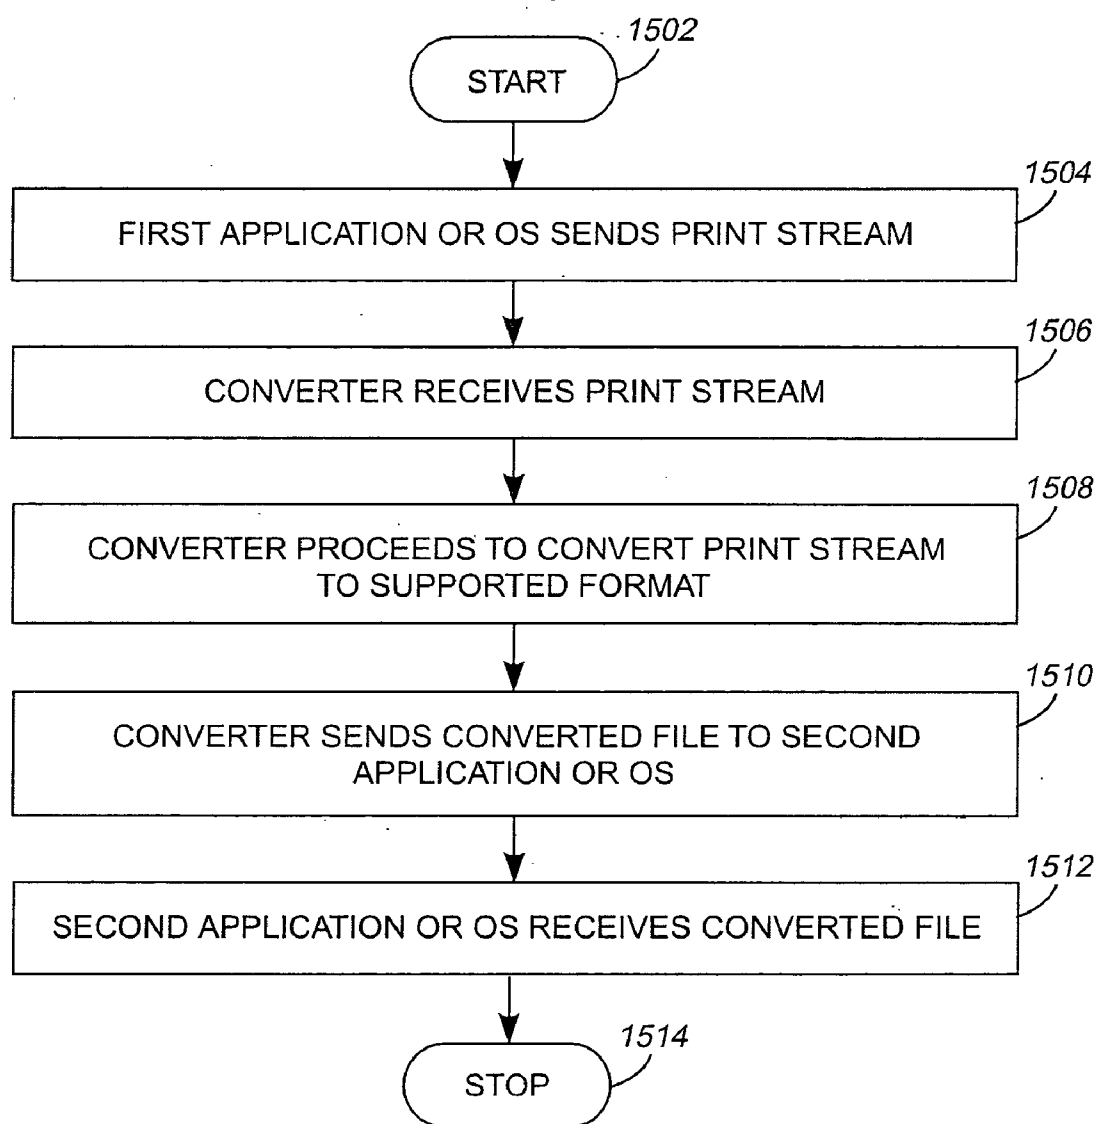 1502
START
1504
FIRST APPLICATION OR OS SENDS PRINT STREAM
1506
CONVERTER RECEIVES PRINT STREAM
1508
CONVERTER PROCEEDS TO CONVERT PRINT STREAM
TO SUPPORTED FORMAT
1510
CONVERTER SENDS CONVERTED FILE TO SECOND
APPLICATION OR OS
1512
SECOND APPLICATION OR OS RECEIVES CONVERTED FILE
1514
STOP